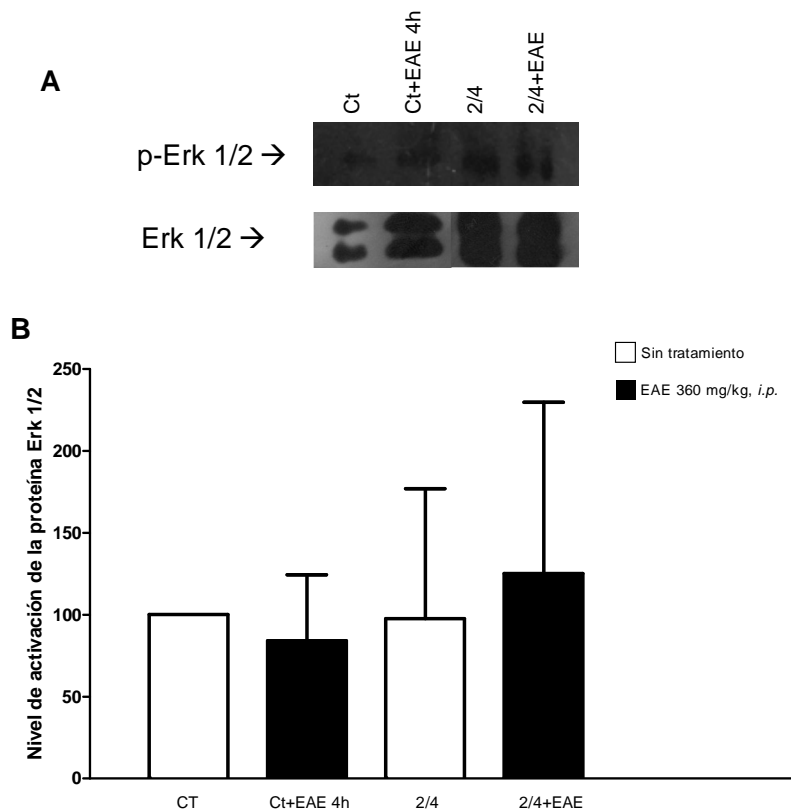 A
Ct
Ct+EAE 4h
2/4
2/4+EAE
p-Erk 1/2 →
Erk 1/2 →
B
Nivel de activación de la proteína Erk 1/2
250
200
150
100
50
0
CT
Ct+EAE 4h
2/4
2/4+EAE
Sin tratamiento
EAE 360 mg/kg, i.p.